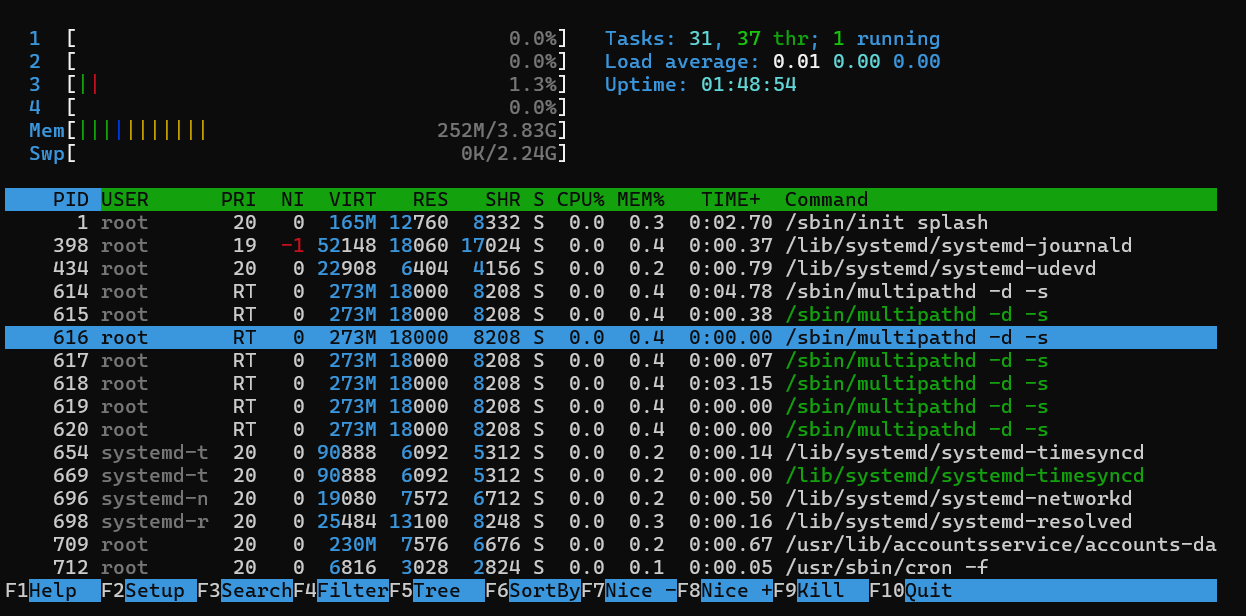 1 [ 0.0%] Tasks: 31, 37 thr; 1 running
2 [ 0.0%] Load average: 0.01 0.00 0.00
3 [|| 1.3%] Uptime: 01:48:54
4 [ 0.0%]
Mem[||||||||||| 252M/3.83G]
Swp[ 0K/2.24G]
PID USER PRI NI VIRT RES SHR S CPU% MEM% TIME+ Command
1 root 20 0 165M 12760 8332 S 0.0 0.3 0:02.70 /sbin/init splash
398 root 19 -1 52148 18060 17024 S 0.0 0.4 0:00.37 /lib/systemd/systemd-journald
434 root 20 0 22908 6404 4156 S 0.0 0.2 0:00.79 /lib/systemd/systemd-udevd
614 root RT 0 273M 18000 8208 S 0.0 0.4 0:04.78 /sbin/multipathd -d -s
615 root RT 0 273M 18000 8208 S 0.0 0.4 0:00.38 /sbin/multipathd -d -s
616 root RT 0 273M 18000 8208 S 0.0 0.4 0:00.00 /sbin/multipathd -d -s
617 root RT 0 273M 18000 8208 S 0.0 0.4 0:00.07 /sbin/multipathd -d -s
618 root RT 0 273M 18000 8208 S 0.0 0.4 0:03.15 /sbin/multipathd -d -s
619 root RT 0 273M 18000 8208 S 0.0 0.4 0:00.00 /sbin/multipathd -d -s
620 root RT 0 273M 18000 8208 S 0.0 0.4 0:00.00 /sbin/multipathd -d -s
654 systemd-t 20 0 90888 6092 5312 S 0.0 0.2 0:00.14 /lib/systemd/systemd-timesyncd
669 systemd-t 20 0 90888 6092 5312 S 0.0 0.2 0:00.00 /lib/systemd/systemd-timesyncd
696 systemd-n 20 0 19080 7572 6712 S 0.0 0.2 0:00.50 /lib/systemd/systemd-networkd
698 systemd-r 20 0 25484 13100 8248 S 0.0 0.3 0:00.16 /lib/systemd/systemd-resolved
709 root 20 0 230M 7576 6676 S 0.0 0.2 0:00.67 /usr/lib/accountsservice/accounts-da
712 root 20 0 6816 3028 2824 S 0.0 0.1 0:00.05 /usr/sbin/cron -f
F1Help F2Setup F3SearchF4FilterF5Tree F6SortByF7Nice -F8Nice +F9Kill F10Quit